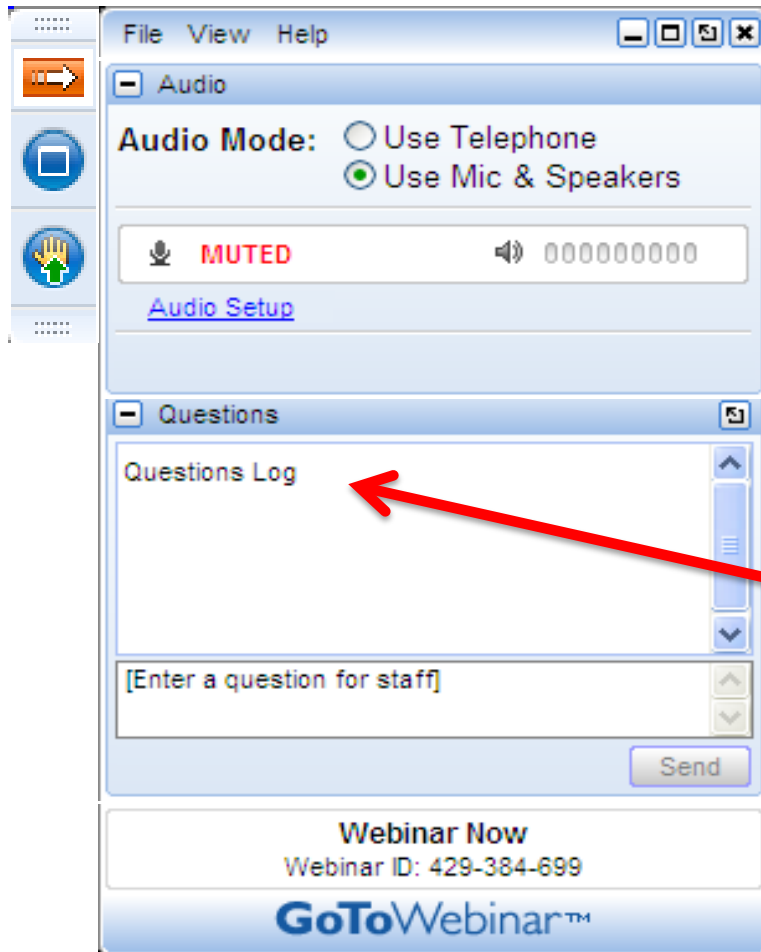 File View Help
Audio
Audio Mode: Use Telephone
Use Mic & Speakers
MUTED 000000000
Audio Setup
Questions
Questions Log
[Enter a question for staff]
Send
Webinar Now
Webinar ID: 429-384-699
GoToWebinar™